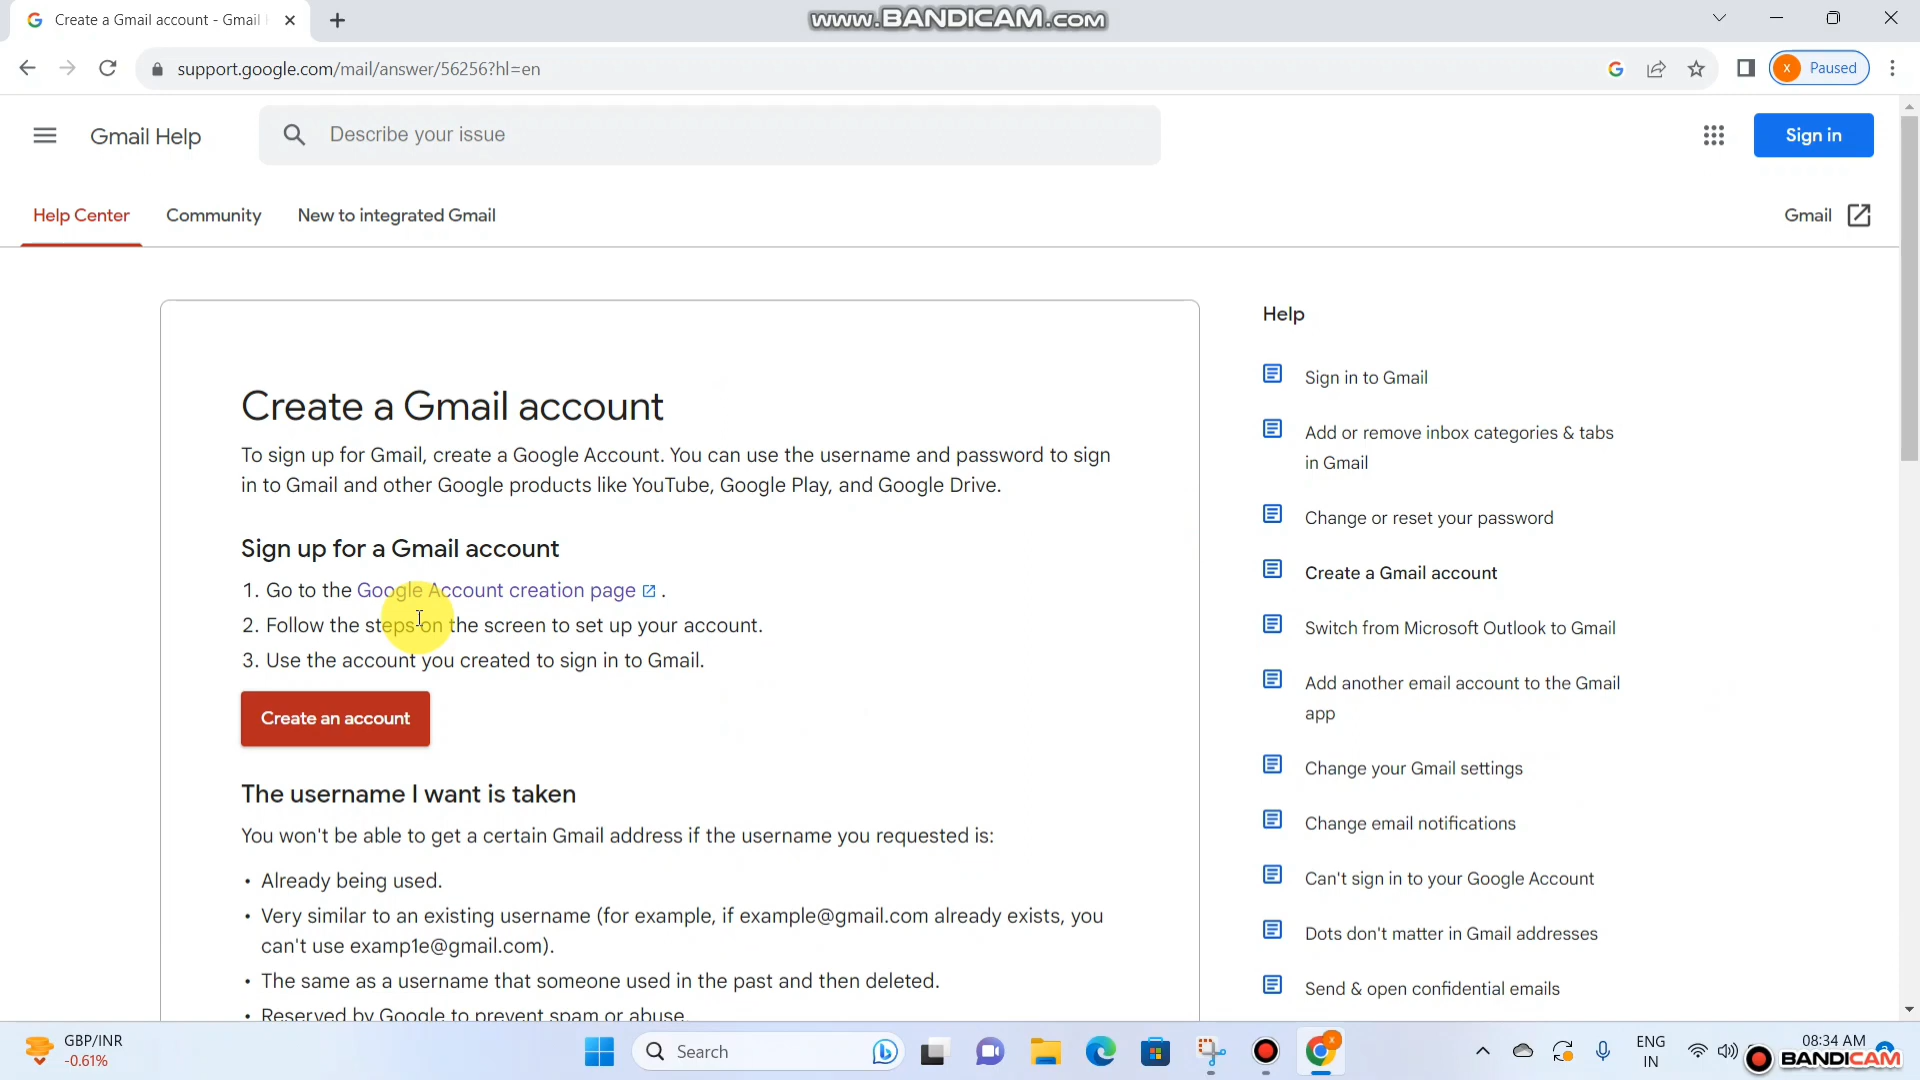 Create a Gmail account - Gmail
www.BANDICAM.com
support.google.com/mail/answer/56256?hl=en
x
Paused
Gmail Help
Describe your issue
Sign in
Help Center
Community
New to integrated Gmail
Gmail
Create a Gmail account
To sign up for Gmail, create a Google Account. You can use the username and password to sign
in to Gmail and other Google products like YouTube, Google Play, and Google Drive.
Sign up for a Gmail account
1. Go to the Google Account creation page .
2. Follow the steps on the screen to set up your account.
3. Use the account you created to sign in to Gmail.
Create an account
The username I want is taken
You won't be able to get a certain Gmail address if the username you requested is:
• Already being used.
• Very similar to an existing username (for example, if example@gmail.com already exists, you
can't use examp1e@gmail.com).
• The same as a username that someone used in the past and then deleted.
• Reserved by Google to prevent spam or abuse.
Help
Sign in to Gmail
Add or remove inbox categories & tabs
in Gmail
Change or reset your password
Create a Gmail account
Switch from Microsoft Outlook to Gmail
Add another email account to the Gmail
app
Change your Gmail settings
Change email notifications
Can't sign in to your Google Account
Dots don't matter in Gmail addresses
Send & open confidential emails
GBP/INR
-0.61%
Search
ENG
IN
08:34 AM
BANDICAM